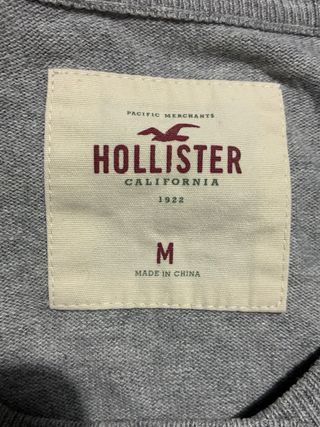 PACIFIC MERCHANTS
HOLLISTER
CALIFORNIA
1922
M
MADE IN CHINA